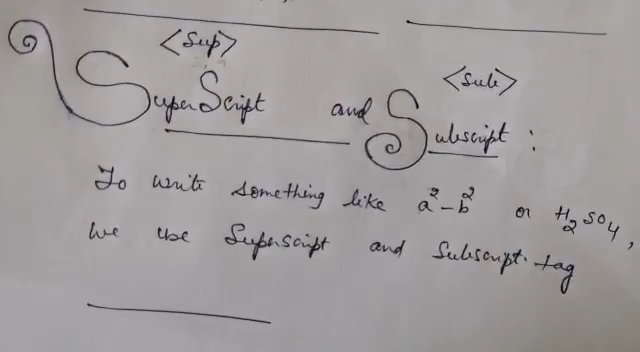 <Sup> <Sub>
SuperScript and Subscript :
To write something like a²-b² or H₂SO₄,
we use Superscript and Subscript tag